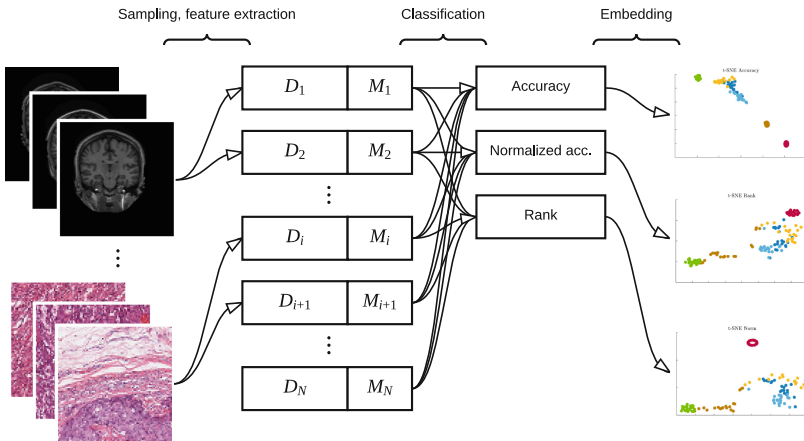 Sampling, feature extraction
Classification
Embedding
D1 M1
D2 M2
Di Mi
Di+1 Mi+1
DN MN
Accuracy
Normalized acc.
Rank
t-SNE Accuracy
t-SNE Rank
t-SNE Norm